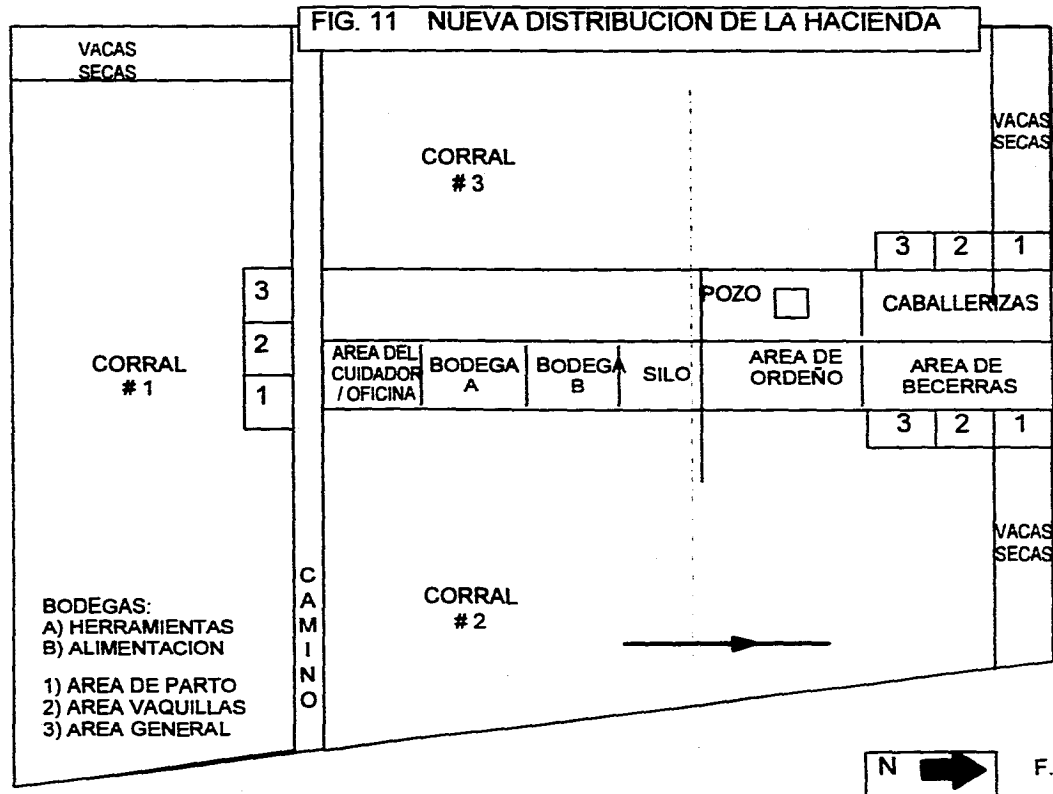 FIG. 11 NUEVA DISTRIBUCION DE LA HACIENDA
VACAS
SECAS
VACAS
SECAS
CORRAL
# 3
3 2 1
3
2
1
POZO
CABALLERIZAS
CORRAL
# 1
AREA DEL
CUIDADOR
/ OFICINA
BODEGA
A
BODEGA
B
SILO
AREA DE
ORDEÑO
AREA DE
BECERRAS
3 2 1
VACAS
SECAS
CORRAL
# 2
CAMINO
BODEGAS:
A) HERRAMIENTAS
B) ALIMENTACION
1) AREA DE PARTO
2) AREA VAQUILLAS
3) AREA GENERAL
N
F.